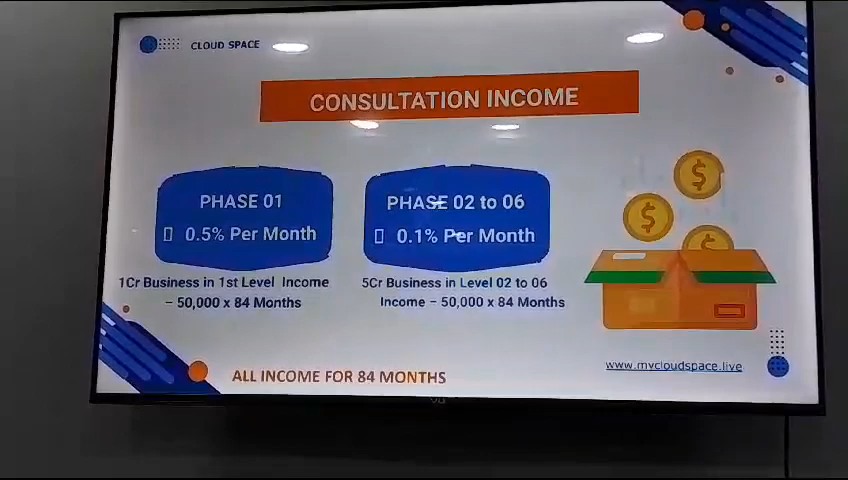 CLOUD SPACE
CONSULTATION INCOME
PHASE 01
0.5% Per Month
PHASE 02 to 06
0.1% Per Month
1Cr Business in 1st Level Income
– 50,000 x 84 Months
5Cr Business in Level 02 to 06
Income – 50,000 x 84 Months
www.mycloudspace.live
ALL INCOME FOR 84 MONTHS